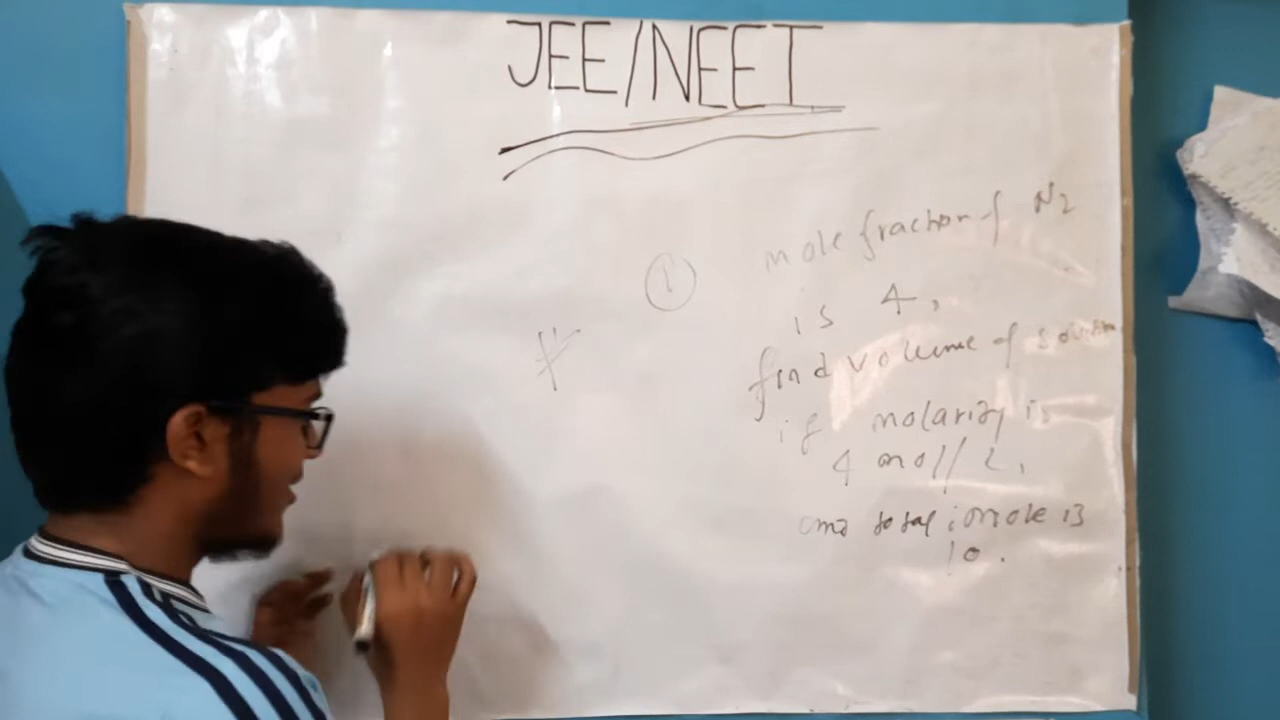 JEE/NEET
① mole fraction of N2
is 4,
find volume of solution
if molarity is
4 mol/L,
and total mole is
10.